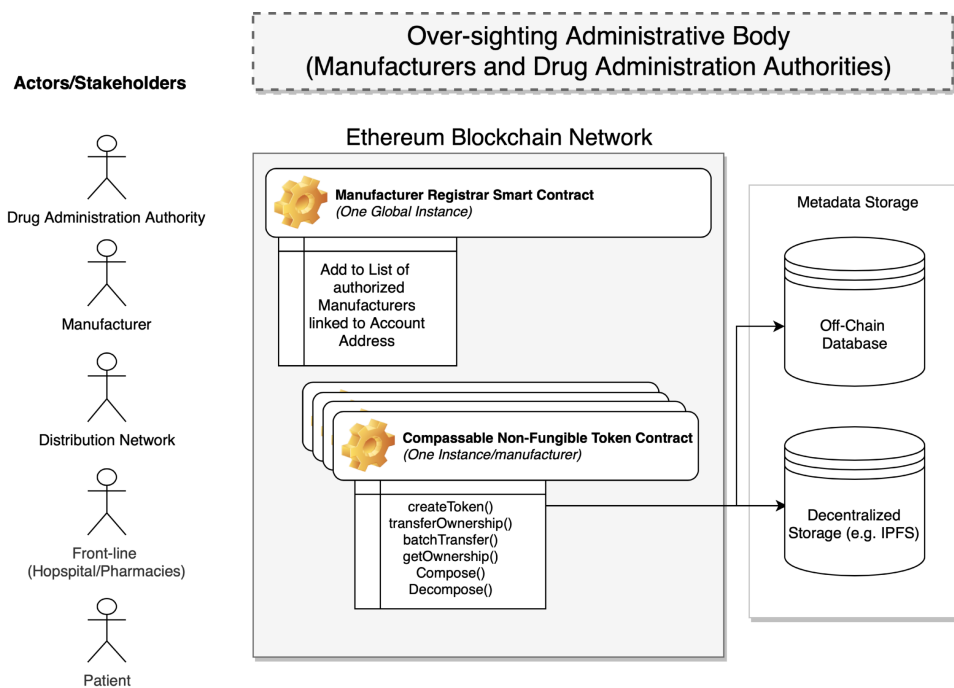 Over-sighting Administrative Body
(Manufacturers and Drug Administration Authorities)
Actors/Stakeholders
Drug Administration Authority
Manufacturer
Distribution Network
Front-line
(Hopspital/Pharmacies)
Patient
Ethereum Blockchain Network
Manufacturer Registrar Smart Contract
(One Global Instance)
Add to List of
authorized
Manufacturers
linked to Account
Address
Compassable Non-Fungible Token Contract
(One Instance/manufacturer)
createToken()
transferOwnership()
batchTransfer()
getOwnership()
Compose()
Decompose()
Metadata Storage
Off-Chain
Database
Decentralized
Storage (e.g. IPFS)